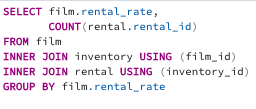 SELECT film.rental_rate,
       COUNT(rental.rental_id)
FROM film
INNER JOIN inventory USING (film_id)
INNER JOIN rental USING (inventory_id)
GROUP BY film.rental_rate